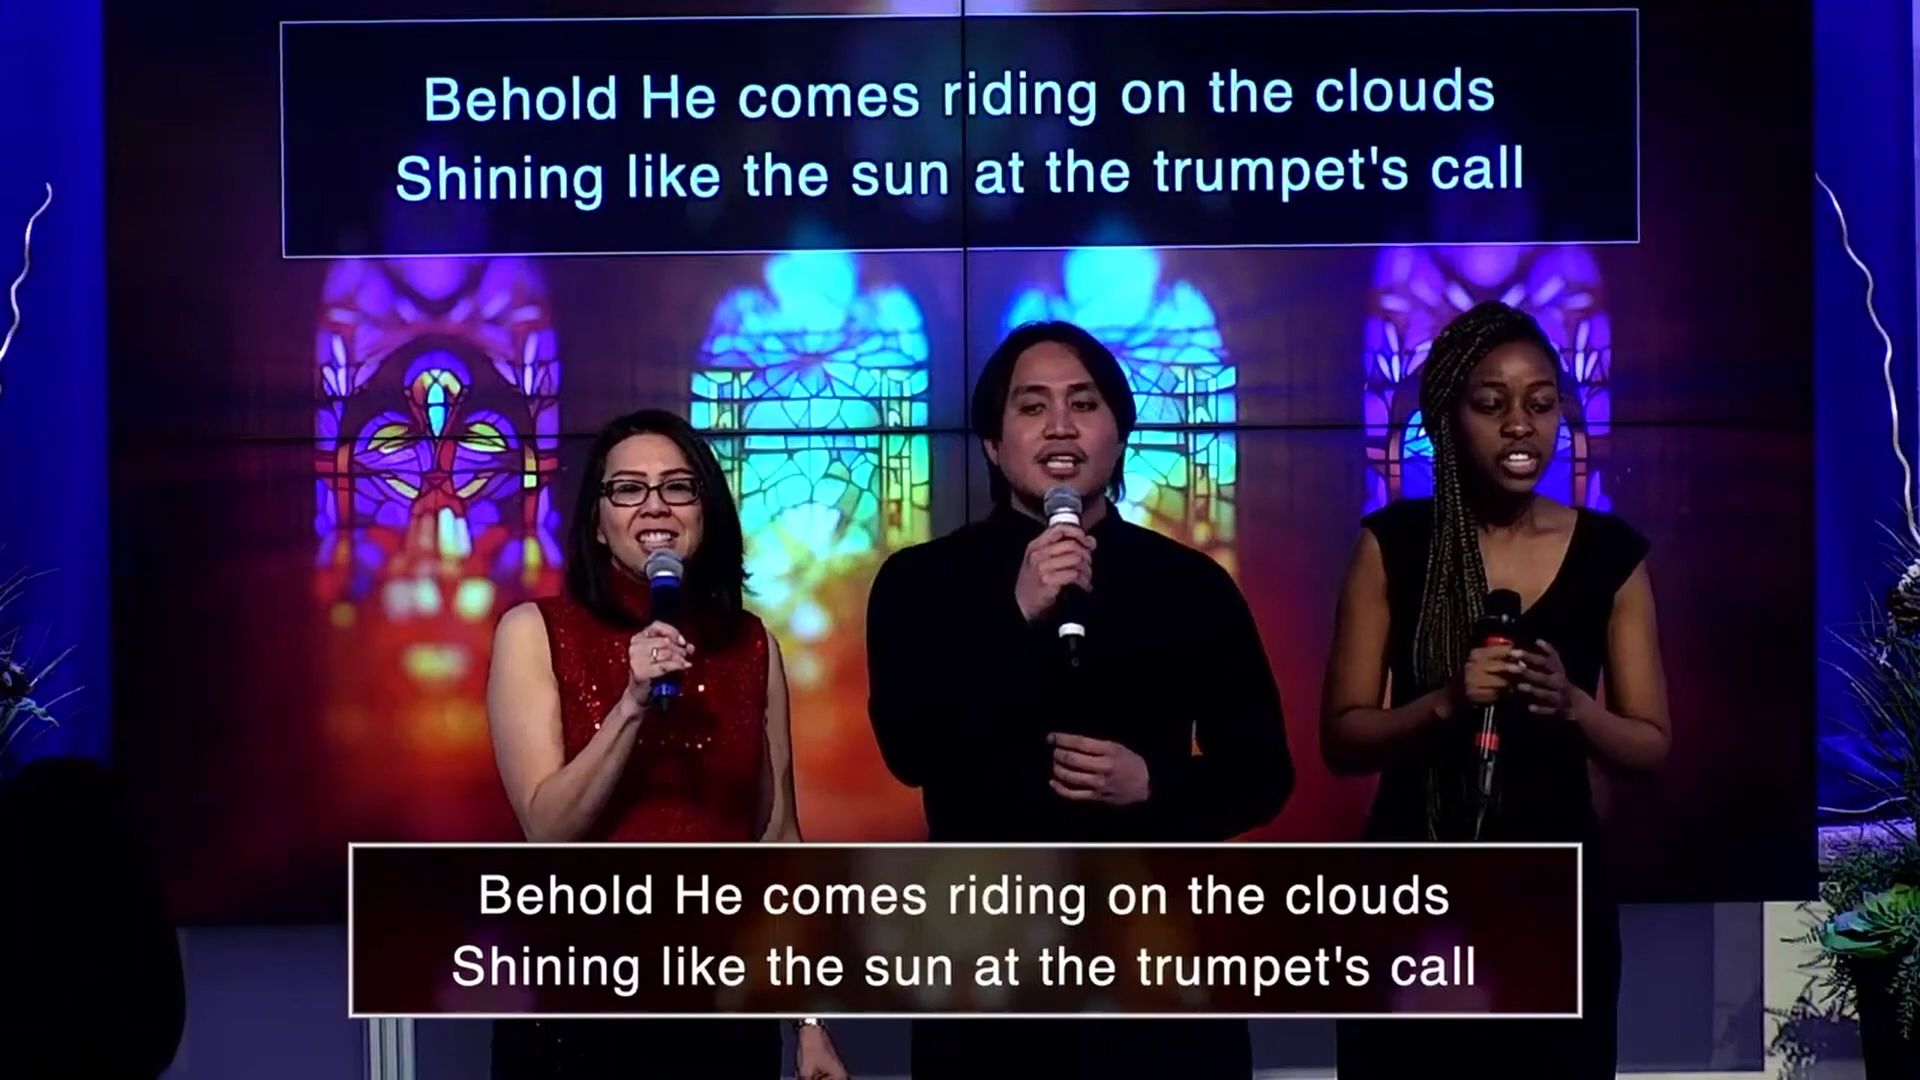 Behold He comes riding on the clouds
Shining like the sun at the trumpet's call
Behold He comes riding on the clouds
Shining like the sun at the trumpet's call